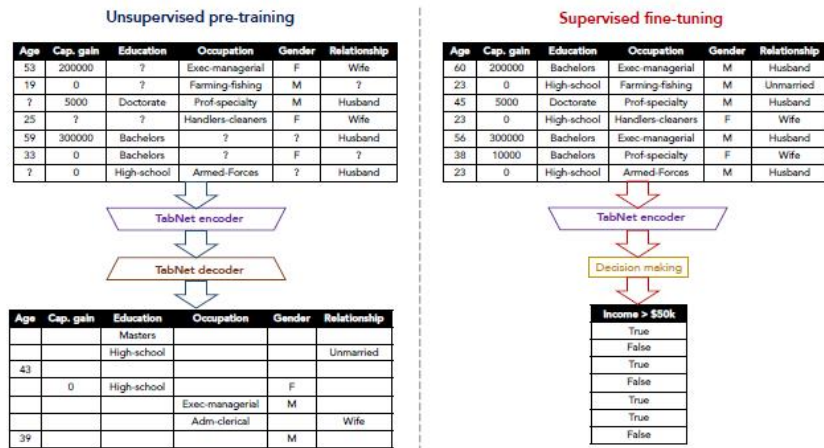 Unsupervised pre-training
Age Cap. gain Education Occupation Gender Relationship
53 200000 ? Exec-managerial F Wife
19 0 ? Farming-fishing M ?
? 5000 Doctorate Prof-specialty M Husband
25 ? ? Handlers-cleaners F Wife
59 300000 Bachelors ? ? Husband
33 0 Bachelors ? F ?
? 0 High-school Armed-Forces ? Husband
TabNet encoder
TabNet decoder
Age Cap. gain Education Occupation Gender Relationship
Masters
High-school Unmarried
43
0 High-school F
Exec-managerial M
Adm-clerical Wife
39 M
Supervised fine-tuning
Age Cap. gain Education Occupation Gender Relationship
60 200000 Bachelors Exec-managerial M Husband
23 0 High-school Farming-fishing M Unmarried
45 5000 Doctorate Prof-specialty M Husband
23 0 High-school Handlers-cleaners F Wife
56 300000 Bachelors Exec-managerial M Husband
38 10000 Bachelors Prof-specialty F Wife
23 0 High-school Armed-Forces M Husband
TabNet encoder
Decision making
Income > $50k
True
False
True
False
True
True
False